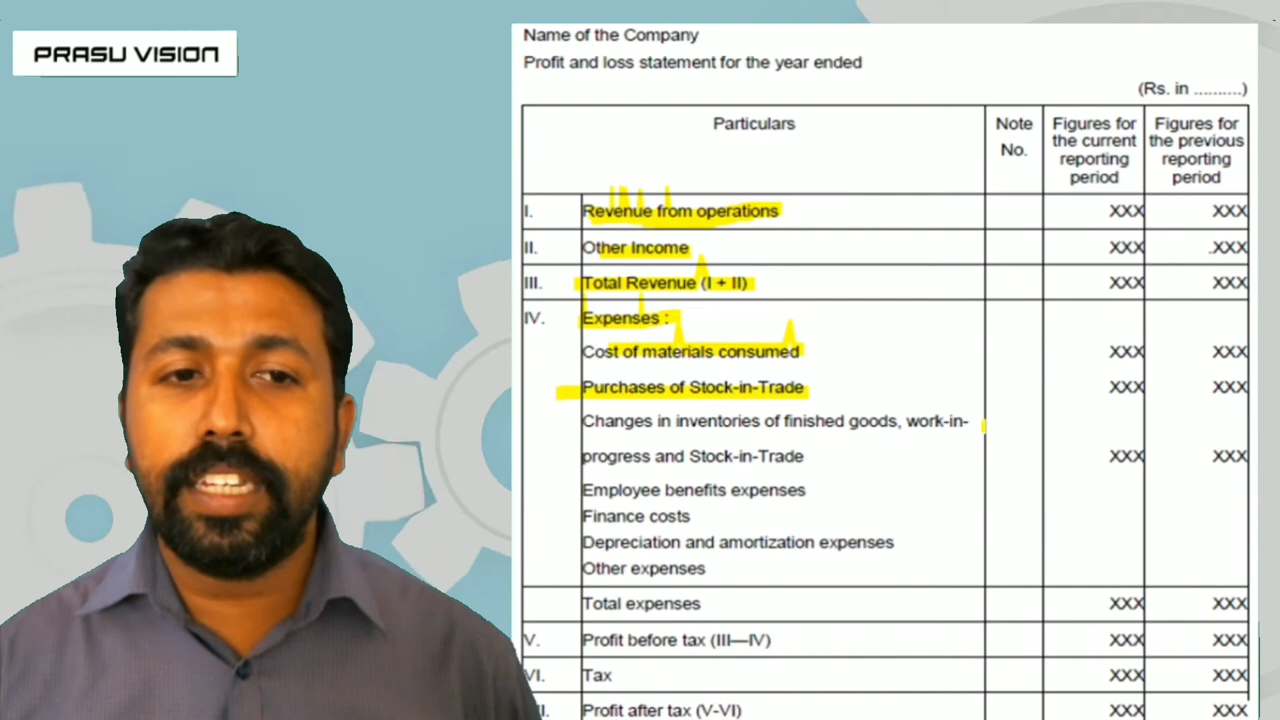 PRASU VISION
Name of the Company
Profit and loss statement for the year ended
(Rs. in ..........)
Particulars
Note
No.
Figures for
the current
reporting
period
Figures for
the previous
reporting
period
I. Revenue from operations XXX XXX
II. Other Income XXX .XXX
III. Total Revenue (I + II) XXX XXX
IV. Expenses :
Cost of materials consumed XXX XXX
Purchases of Stock-in-Trade XXX XXX
Changes in inventories of finished goods, work-in-
progress and Stock-in-Trade XXX XXX
Employee benefits expenses
Finance costs
Depreciation and amortization expenses
Other expenses
Total expenses XXX XXX
V. Profit before tax (III—IV) XXX XXX
VI. Tax XXX XXX
II. Profit after tax (V-VI) XXX XXX